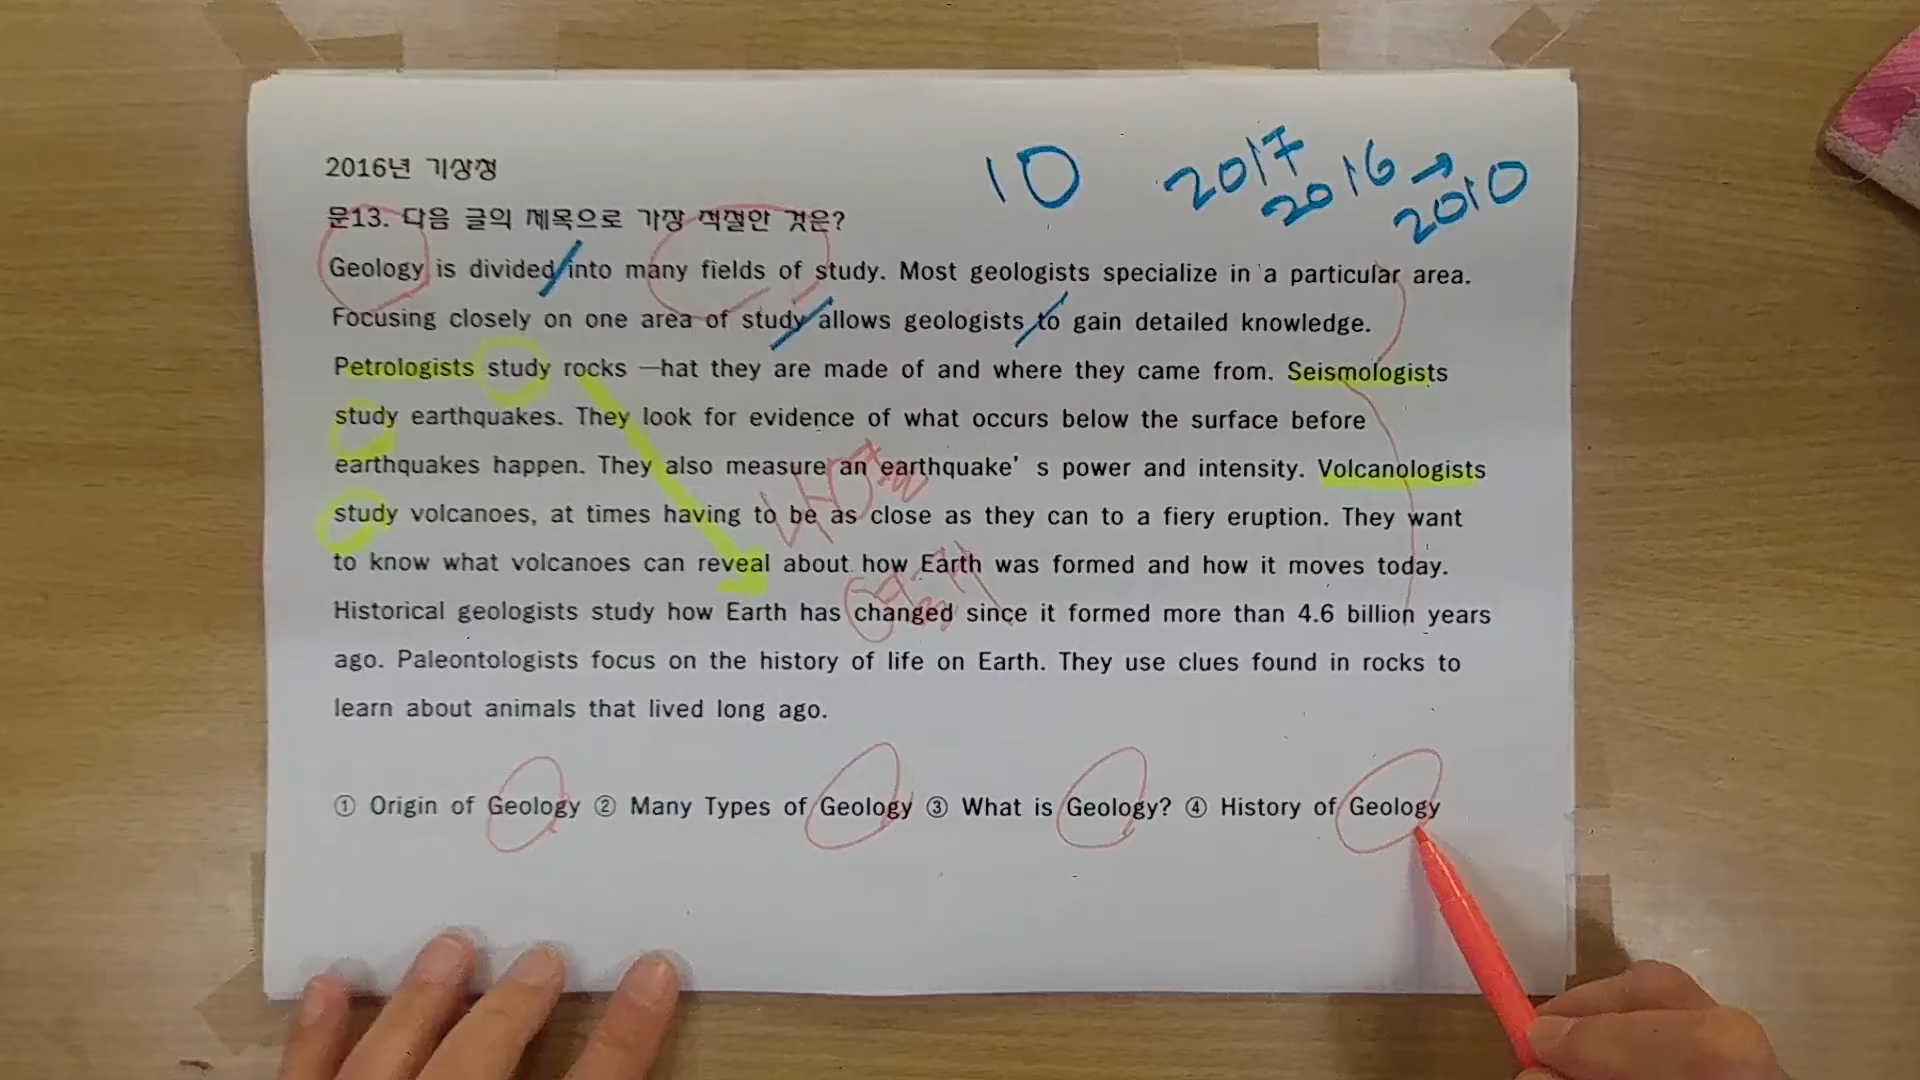 2016년 기상청
10
2017
2016 → 2010
문13. 다음 글의 제목으로 가장 적절한 것은?
Geology is divided into many fields of study. Most geologists specialize in a particular area.
Focusing closely on one area of study allows geologists to gain detailed knowledge.
Petrologists study rocks —hat they are made of and where they came from. Seismologists
study earthquakes. They look for evidence of what occurs below the surface before
earthquakes happen. They also measure an earthquake' s power and intensity. Volcanologists
study volcanoes, at times having to be as close as they can to a fiery eruption. They want
to know what volcanoes can reveal about how Earth was formed and how it moves today.
Historical geologists study how Earth has changed since it formed more than 4.6 billion years
ago. Paleontologists focus on the history of life on Earth. They use clues found in rocks to
learn about animals that lived long ago.
① Origin of Geology ② Many Types of Geology ③ What is Geology? ④ History of Geology